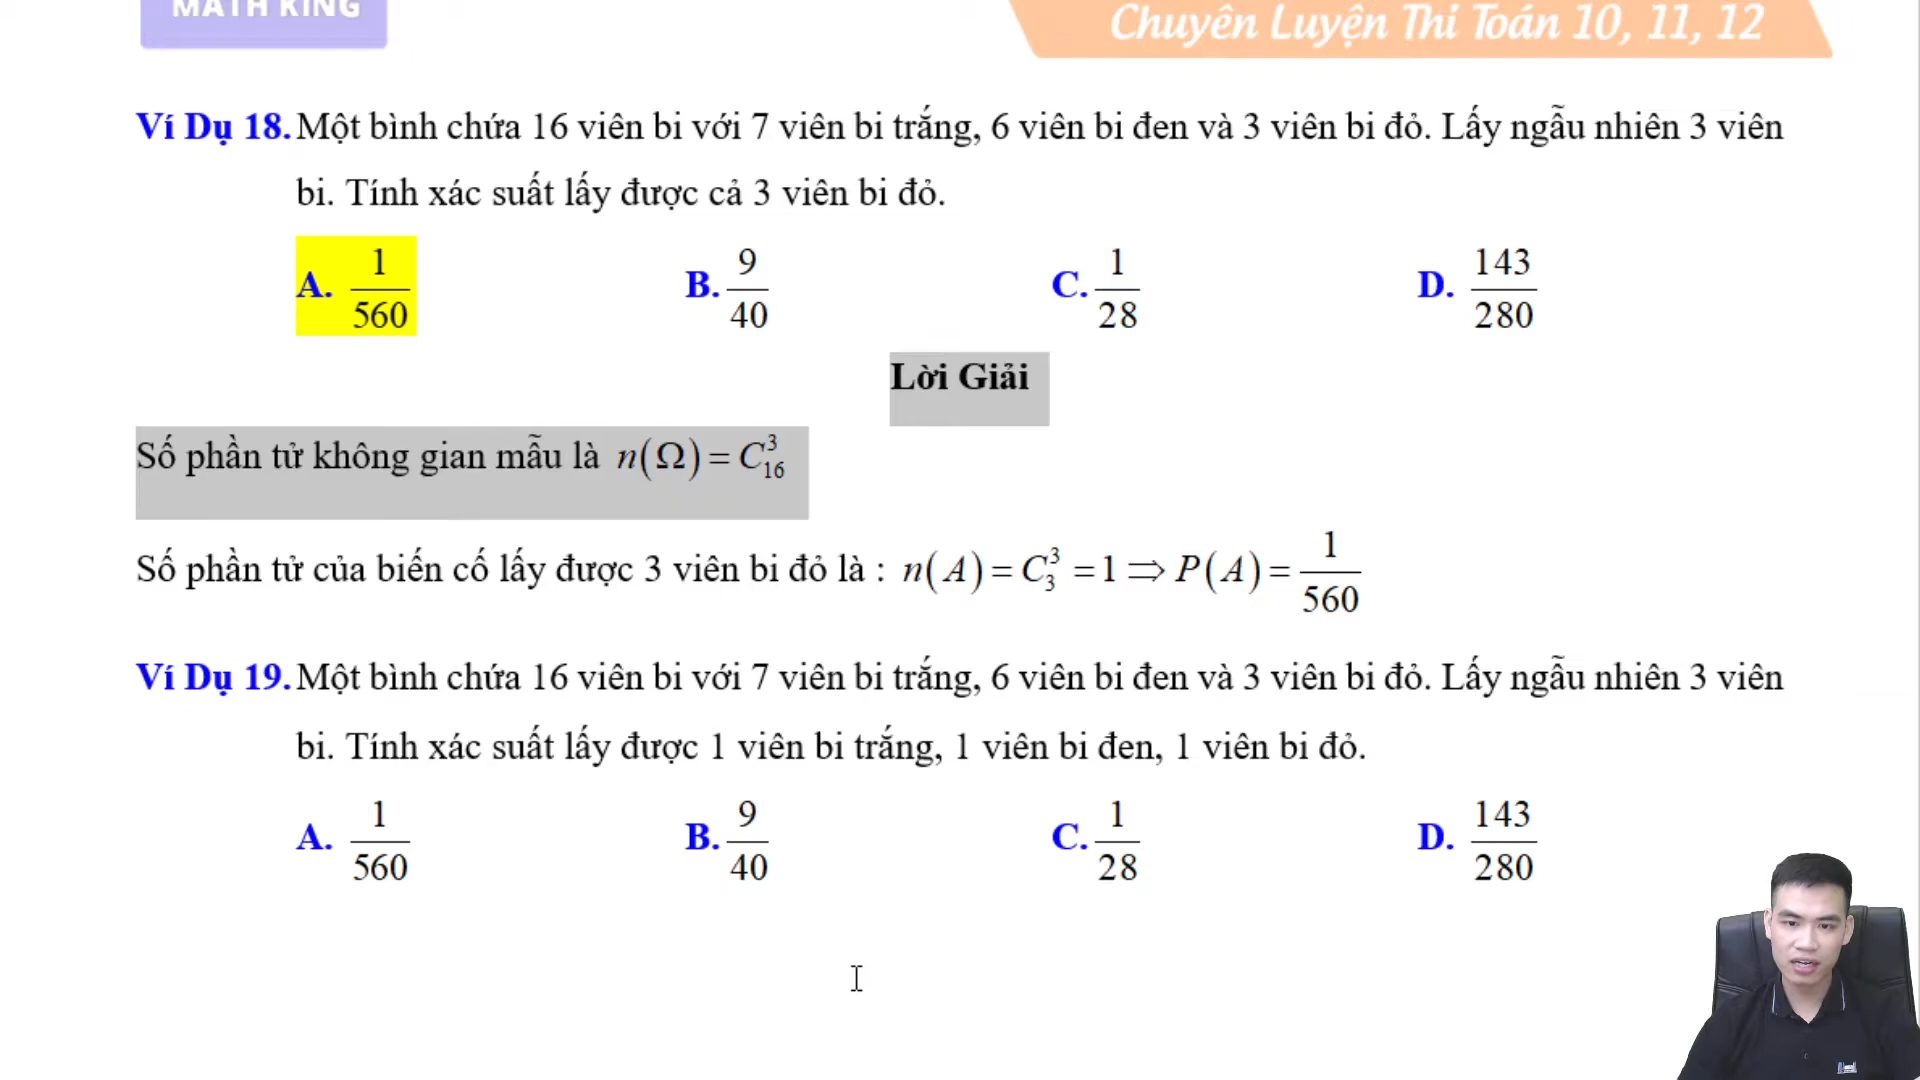 MATH KING
Chuyên Luyện Thi Toán 10, 11, 12
Ví Dụ 18. Một bình chứa 16 viên bi với 7 viên bi trắng, 6 viên bi đen và 3 viên bi đỏ. Lấy ngẫu nhiên 3 viên
bi. Tính xác suất lấy được cả 3 viên bi đỏ.
A. 1/560 B. 9/40 C. 1/28 D. 143/280
Lời Giải
Số phần tử không gian mẫu là n(Ω) = C₁₆³
Số phần tử của biến cố lấy được 3 viên bi đỏ là : n(A) = C₃³ = 1 ⇒ P(A) = 1/560
Ví Dụ 19. Một bình chứa 16 viên bi với 7 viên bi trắng, 6 viên bi đen và 3 viên bi đỏ. Lấy ngẫu nhiên 3 viên
bi. Tính xác suất lấy được 1 viên bi trắng, 1 viên bi đen, 1 viên bi đỏ.
A. 1/560 B. 9/40 C. 1/28 D. 143/280